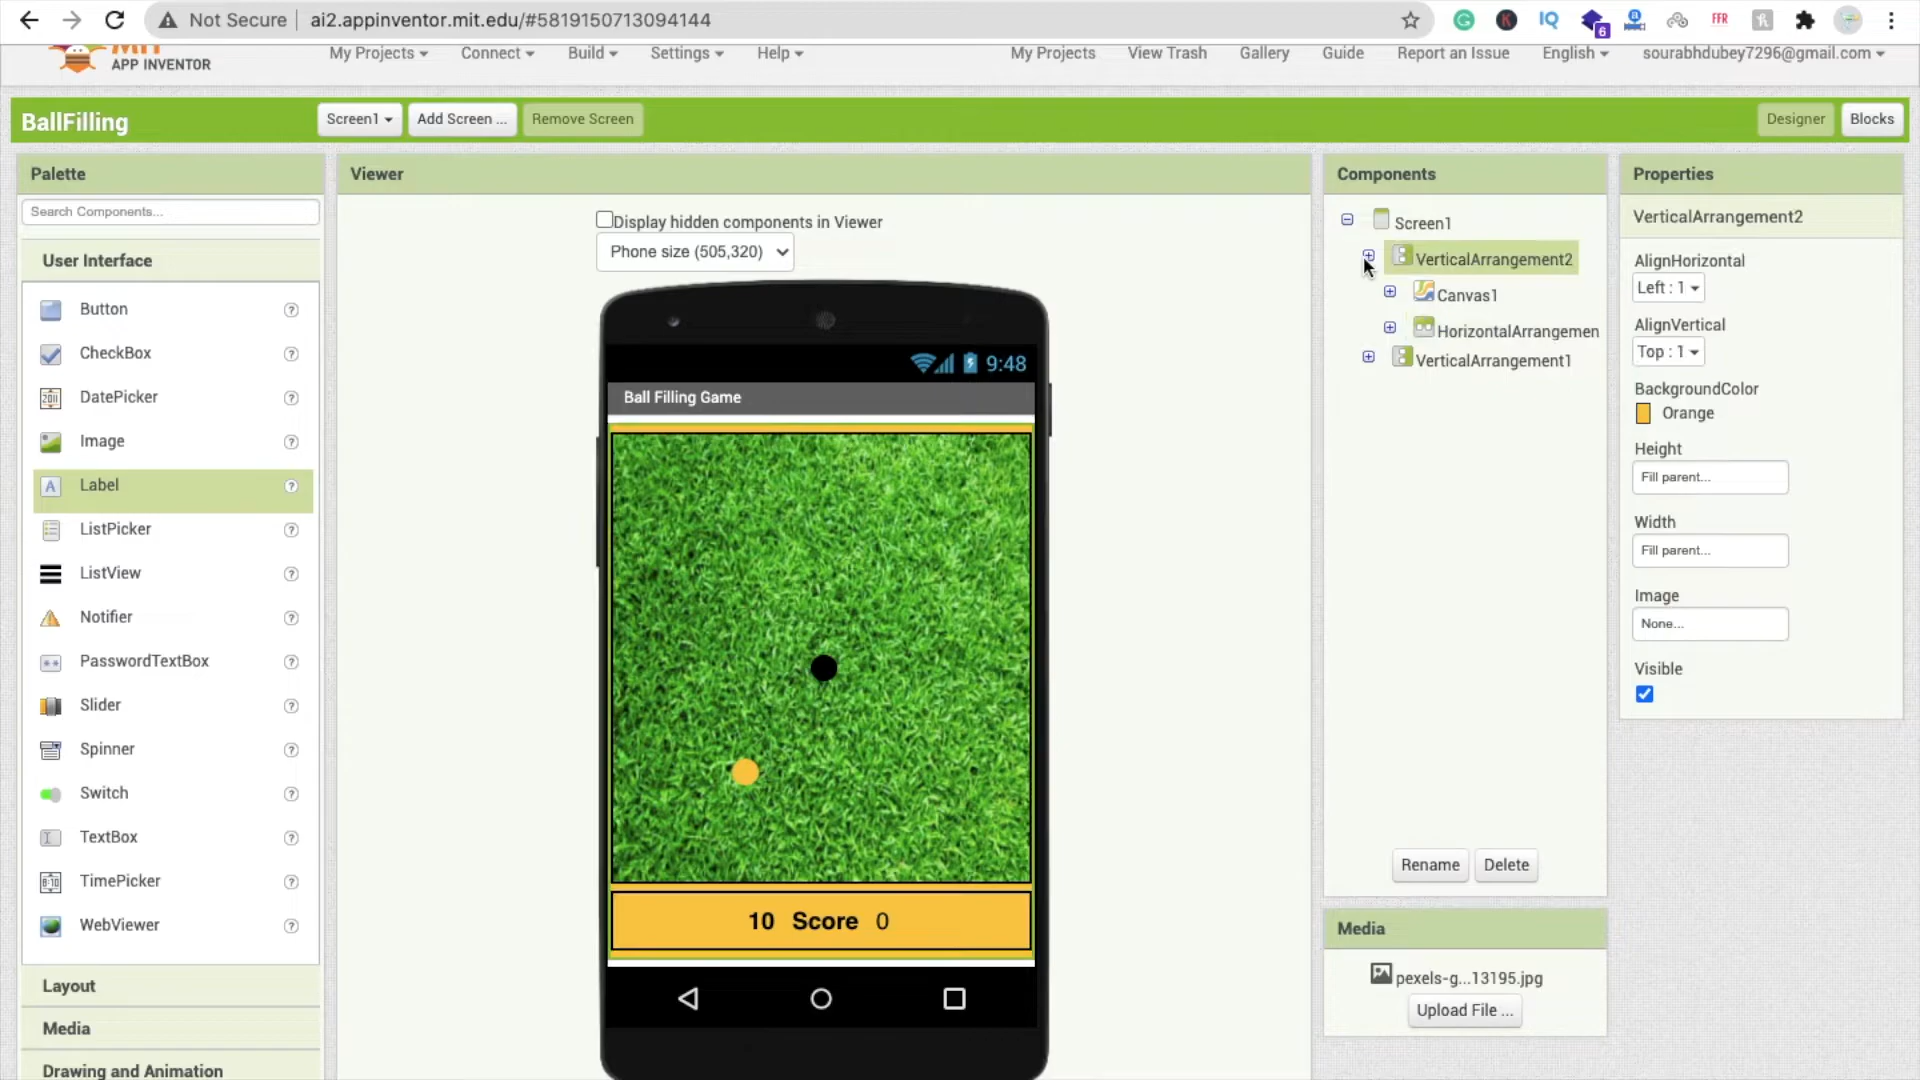 Not Secure
ai2.appinventor.mit.edu/#5819150713094144
6
IQ
FFR
APP INVENTOR
My Projects
Connect
Build
Settings
Help
My Projects
View Trash
Gallery
Guide
Report an Issue
English
sourabhdubey7296@gmail.com
BallFilling
Screen1
Add Screen ...
Remove Screen
Designer
Blocks
Palette
Search Components...
User Interface
Button
CheckBox
DatePicker
Image
Label
ListPicker
ListView
Notifier
PasswordTextBox
Slider
Spinner
Switch
TextBox
TimePicker
WebViewer
Layout
Media
Drawing and Animation
Viewer
Display hidden components in Viewer
Phone size (505,320)
9:48
Ball Filling Game
10 Score 0
Components
Screen1
VerticalArrangement2
Canvas1
HorizontalArrangemen
VerticalArrangement1
Rename
Delete
Media
pexels-g...13195.jpg
Upload File ...
Properties
VerticalArrangement2
AlignHorizontal
Left : 1
AlignVertical
Top : 1
BackgroundColor
Orange
Height
Fill parent...
Width
Fill parent...
Image
None...
Visible